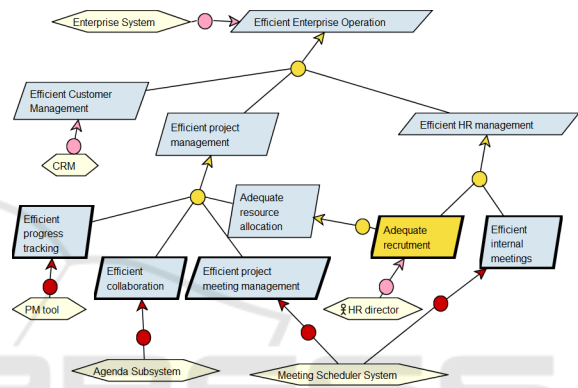 Enterprise System
Efficient Enterprise Operation
Efficient Customer
Management
Efficient project
management
Efficient HR management
CRM
Adequate
resource
allocation
Efficient
progress
tracking
Adequate
recrutment
Efficient
internal
meetings
Efficient
collaboration
Efficient project
meeting management
PM tool
HR director
Agenda Subsystem
Meeting Scheduler System